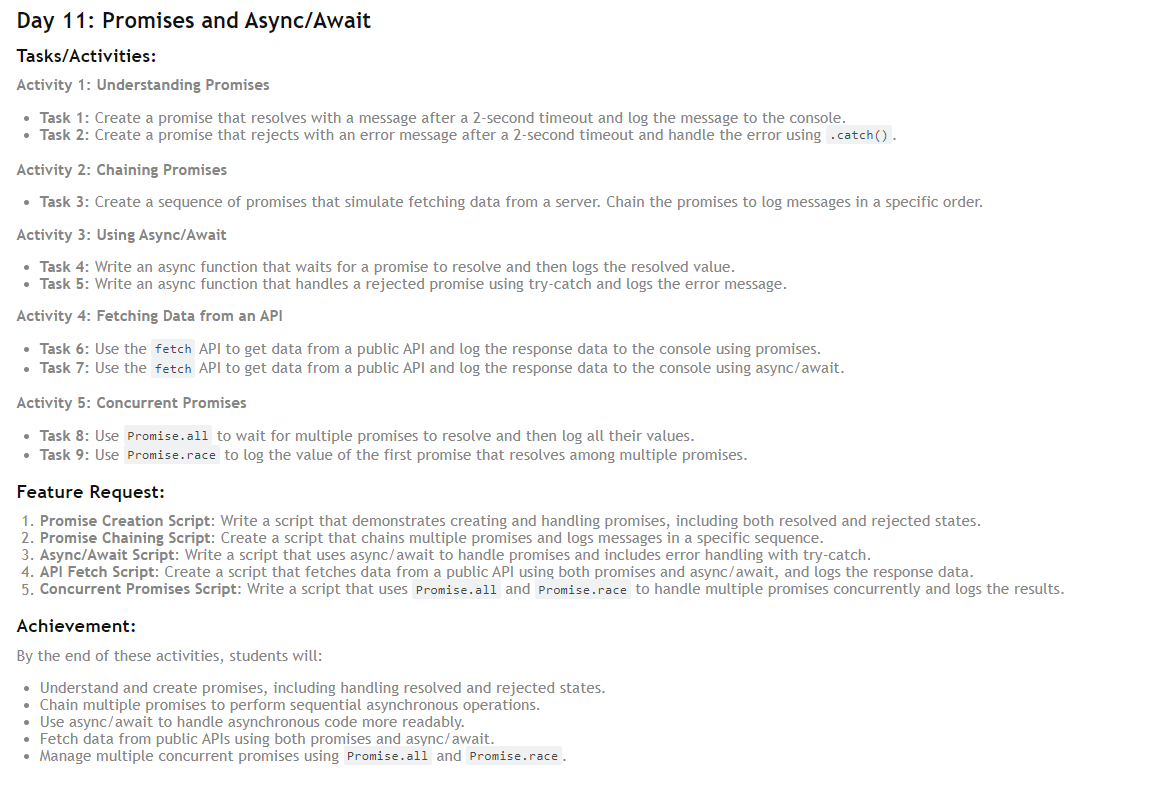 Day 11: Promises and Async/Await
Tasks/Activities:
Activity 1: Understanding Promises
• Task 1: Create a promise that resolves with a message after a 2-second timeout and log the message to the console.
• Task 2: Create a promise that rejects with an error message after a 2-second timeout and handle the error using .catch().
Activity 2: Chaining Promises
• Task 3: Create a sequence of promises that simulate fetching data from a server. Chain the promises to log messages in a specific order.
Activity 3: Using Async/Await
• Task 4: Write an async function that waits for a promise to resolve and then logs the resolved value.
• Task 5: Write an async function that handles a rejected promise using try-catch and logs the error message.
Activity 4: Fetching Data from an API
• Task 6: Use the fetch API to get data from a public API and log the response data to the console using promises.
• Task 7: Use the fetch API to get data from a public API and log the response data to the console using async/await.
Activity 5: Concurrent Promises
• Task 8: Use Promise.all to wait for multiple promises to resolve and then log all their values.
• Task 9: Use Promise.race to log the value of the first promise that resolves among multiple promises.
Feature Request:
1. Promise Creation Script: Write a script that demonstrates creating and handling promises, including both resolved and rejected states.
2. Promise Chaining Script: Create a script that chains multiple promises and logs messages in a specific sequence.
3. Async/Await Script: Write a script that uses async/await to handle promises and includes error handling with try-catch.
4. API Fetch Script: Create a script that fetches data from a public API using both promises and async/await, and logs the response data.
5. Concurrent Promises Script: Write a script that uses Promise.all and Promise.race to handle multiple promises concurrently and logs the results.
Achievement:
By the end of these activities, students will:
• Understand and create promises, including handling resolved and rejected states.
• Chain multiple promises to perform sequential asynchronous operations.
• Use async/await to handle asynchronous code more readably.
• Fetch data from public APIs using both promises and async/await.
• Manage multiple concurrent promises using Promise.all and Promise.race.